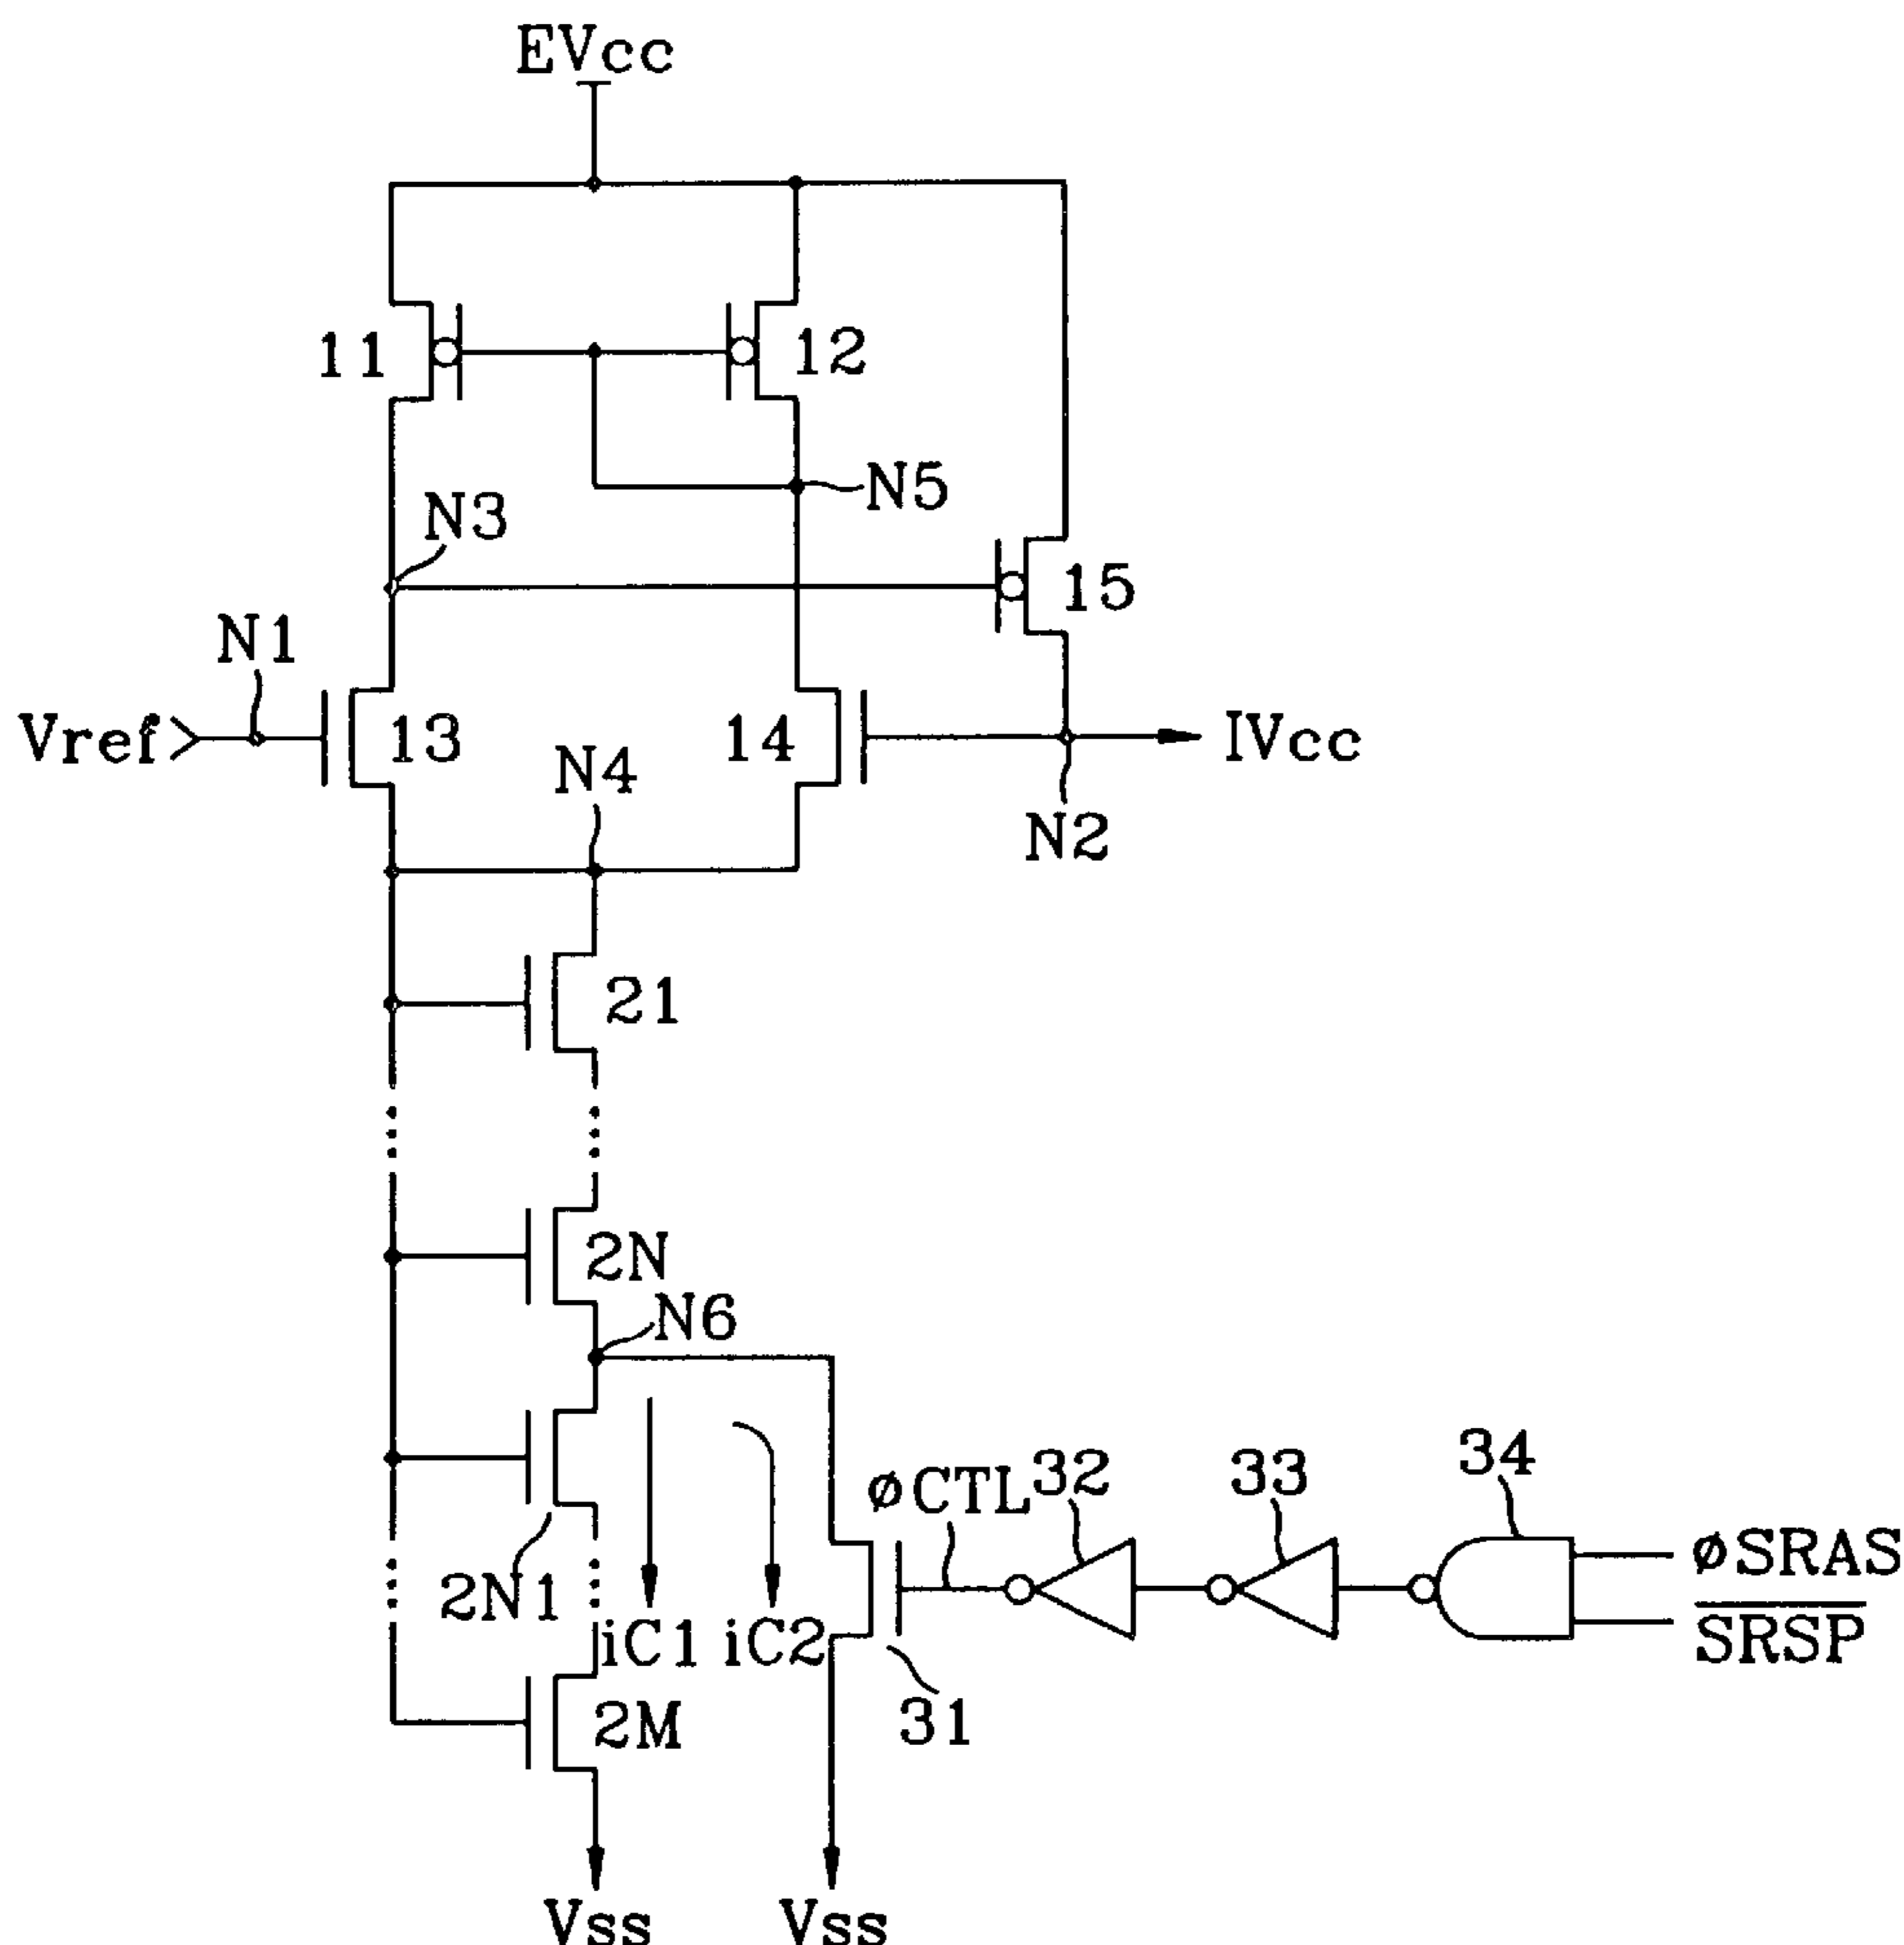 EVcc
11
12
N5
N3
15
N1
Vref
13
14
IVcc
N4
N2
21
2N
N6
øCTL
32
33
34
øSRAS
SRSP
2N1
iC1
iC2
2M
31
Vss
Vss